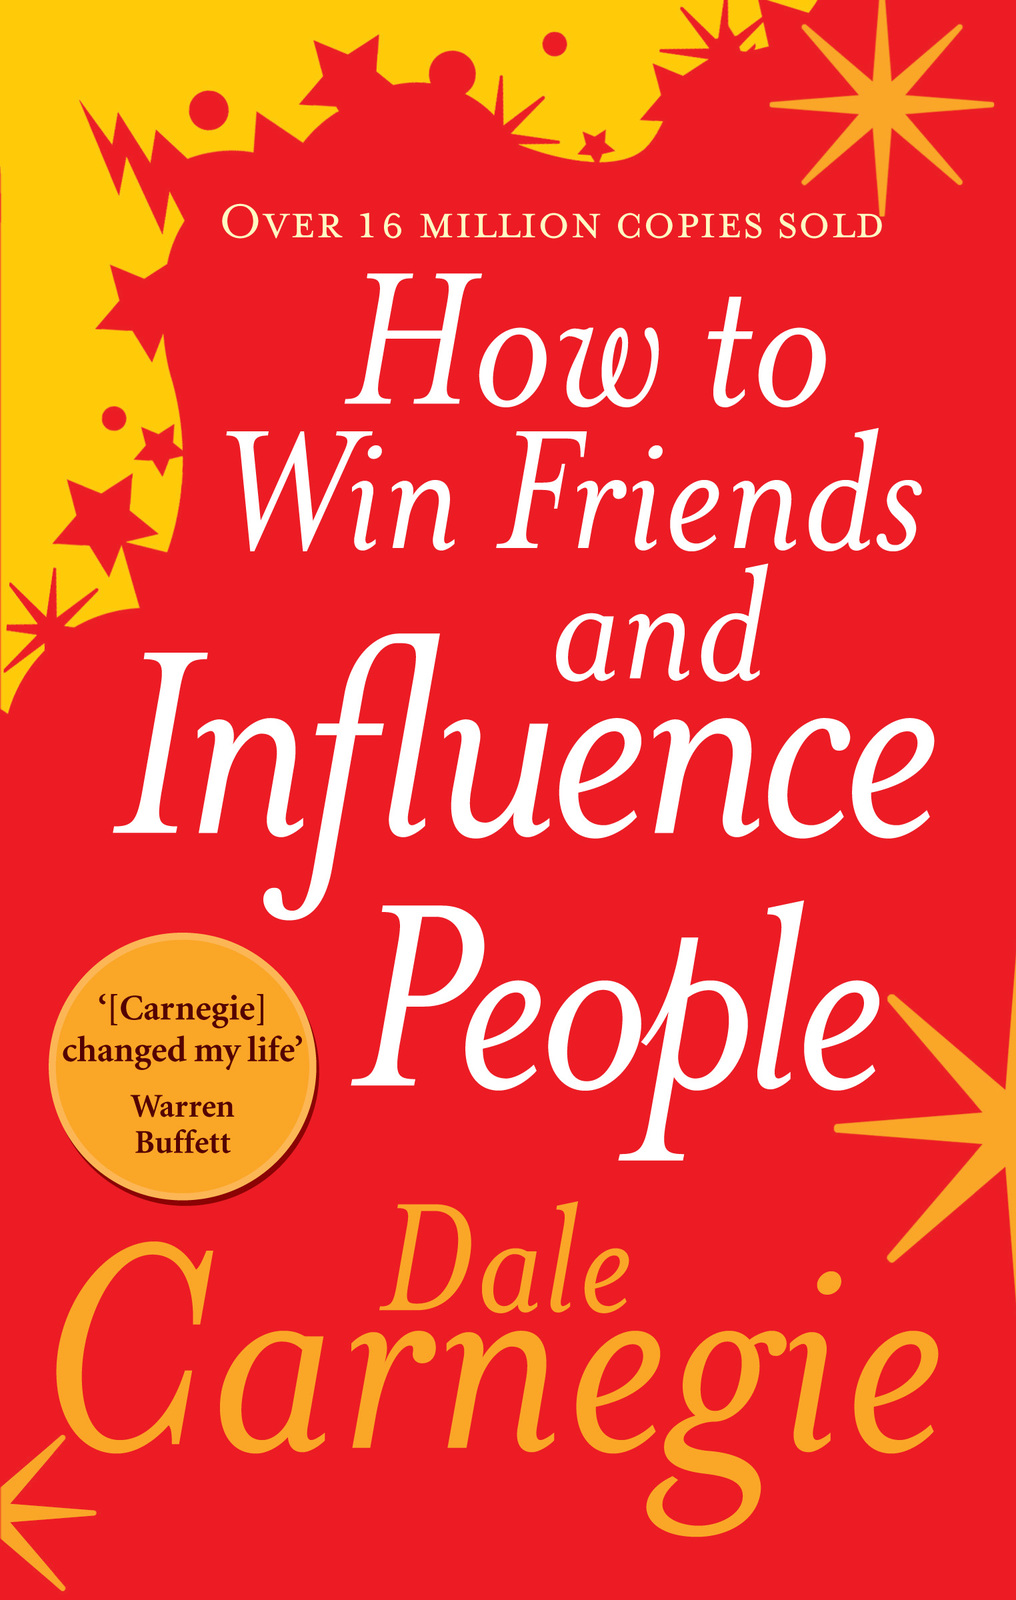 Over 16 million copies sold
How to
Win Friends
and
Influence
People
‘[Carnegie]
changed my life’
Warren
Buffett
Dale
Carnegie